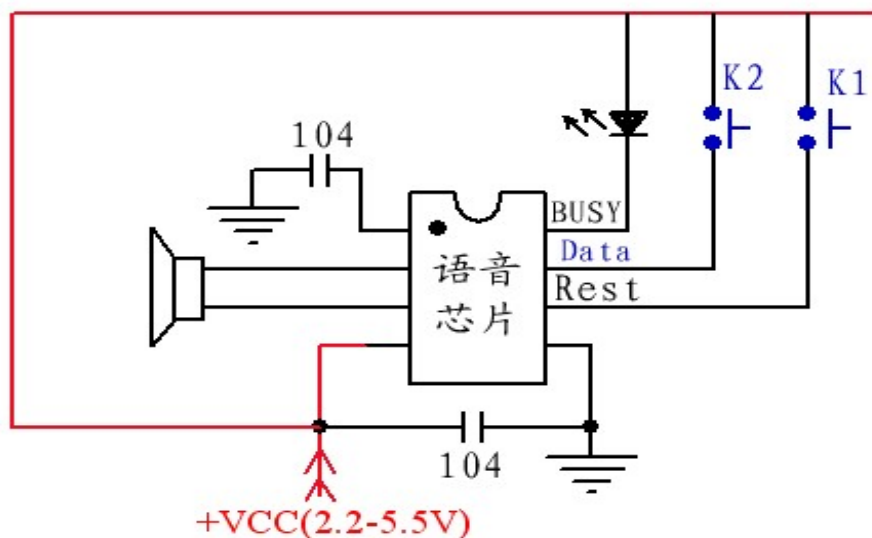 K2
K1
104
BUSY
Data
语音
Rest
芯片
104
+VCC(2.2-5.5V)